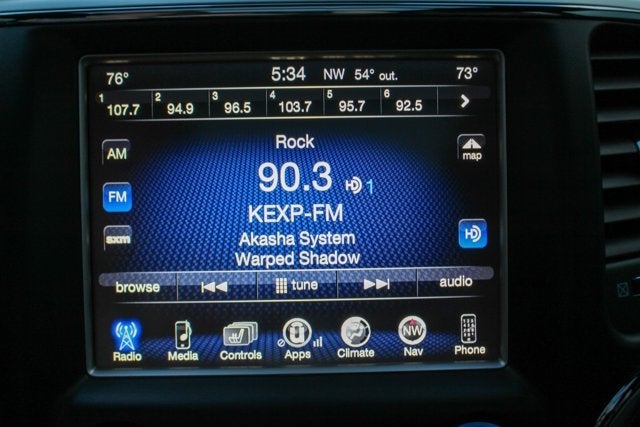 76° 5:34 NW 54° out. 73°
1 107.7 2 94.9 3 96.5 4 103.7 5 95.7 6 92.5
Rock
AM
map
90.3 HD 1
FM
KEXP-FM
HD
sxm
Akasha System
Warped Shadow
browse tune audio
U
NW
Radio Media Controls Apps Climate Nav Phone